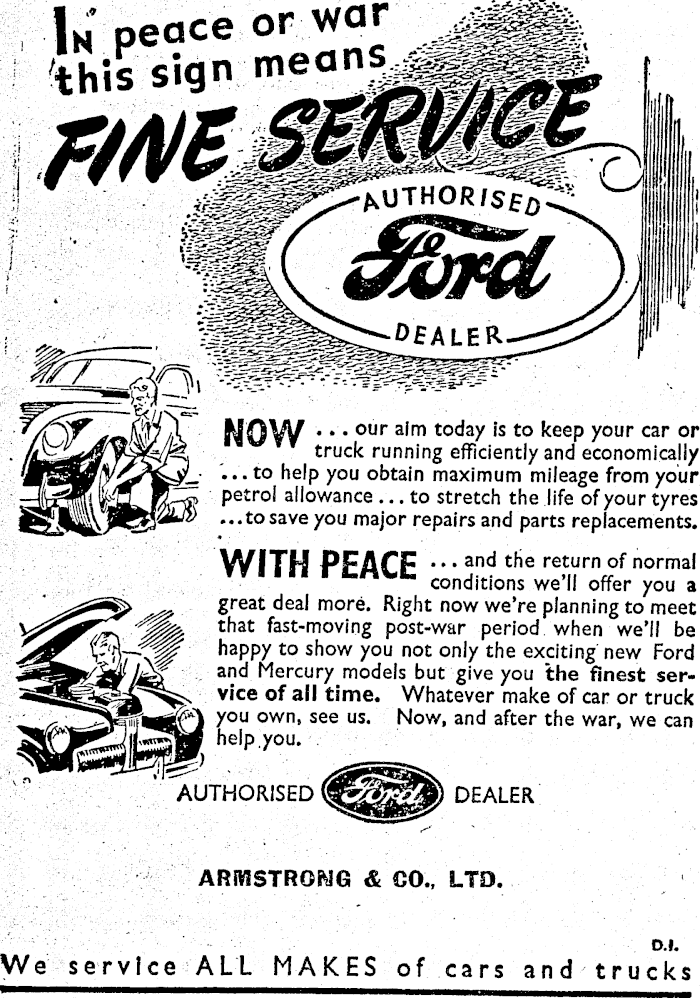 IN peace or war
this sign means
FINE SERVICE
AUTHORISED
Ford
DEALER
NOW ... our aim today is to keep your car or
truck running efficiently and economically
... to help you obtain maximum mileage from your
petrol allowance ... to stretch the life of your tyres
... to save you major repairs and parts replacements.
WITH PEACE ... and the return of normal
conditions we'll offer you a
great deal more. Right now we're planning to meet
that fast-moving post-war period when we'll be
happy to show you not only the exciting new Ford
and Mercury models but give you the finest ser-
vice of all time. Whatever make of car or truck
you own, see us. Now, and after the war, we can
help you.
AUTHORISED Ford DEALER
ARMSTRONG & CO., LTD.
D.I.
We service ALL MAKES of cars and trucks